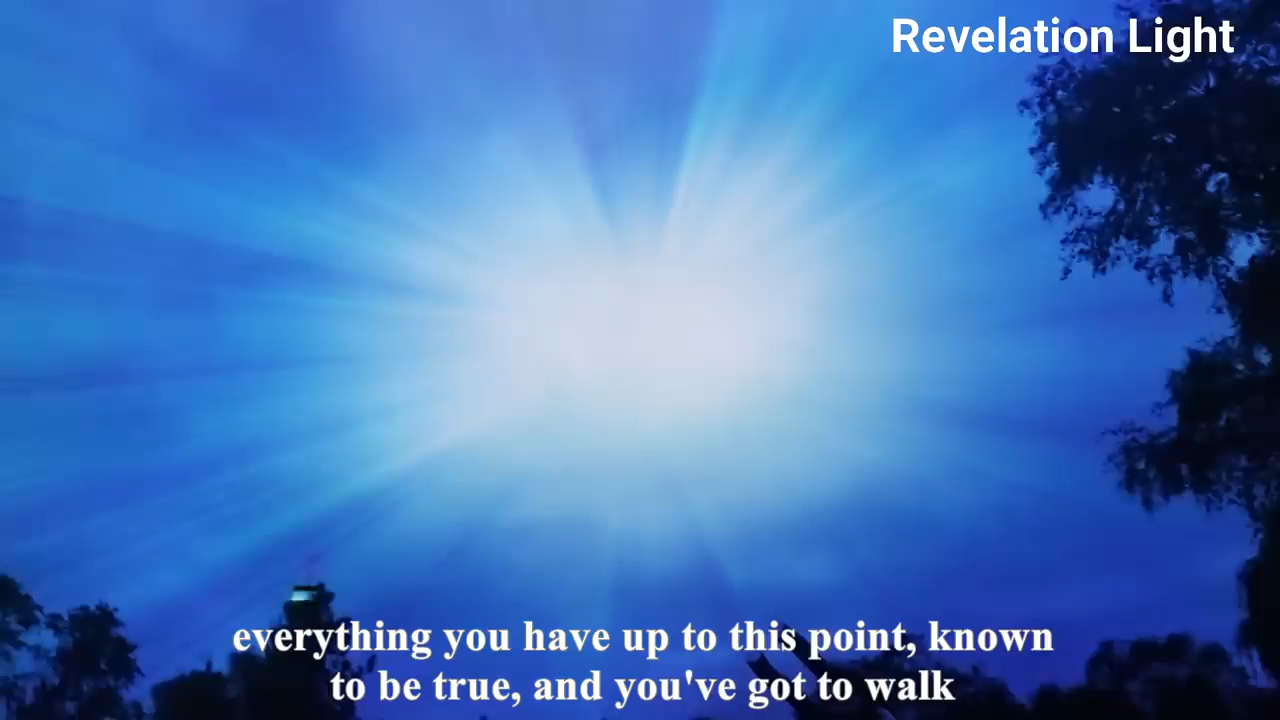 Revelation Light
everything you have up to this point, known
to be true, and you've got to walk